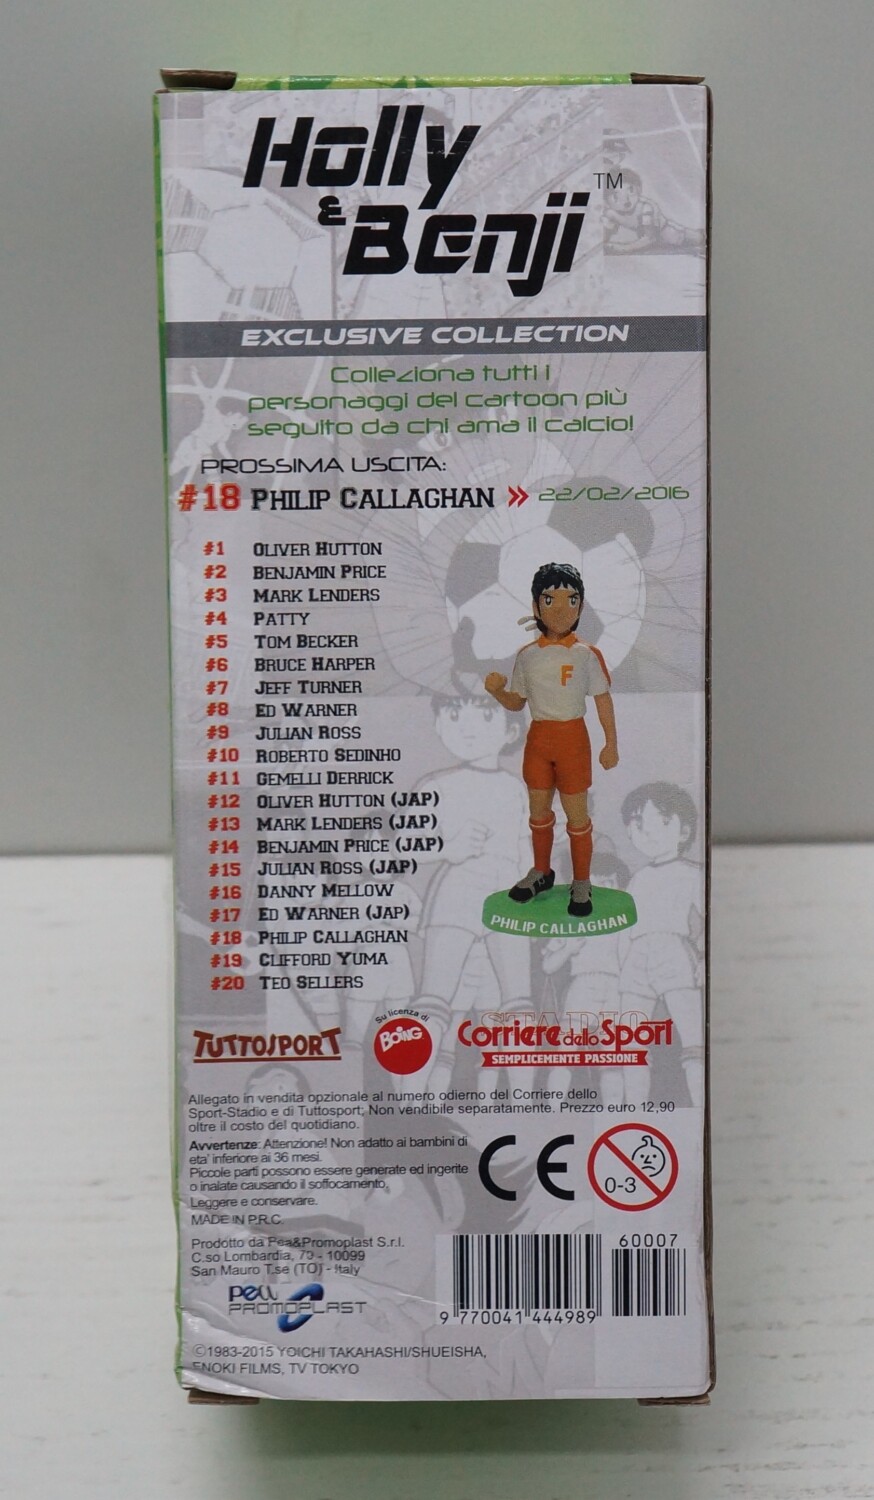 Holly
& Benji ™
EXCLUSIVE COLLECTION
Colleziona tutti i
personaggi del cartoon più
seguito da chi ama il calcio!
PROSSIMA USCITA:
#18 PHILIP CALLAGHAN » 22/02/2016
#1 OLIVER HUTTON
#2 BENJAMIN PRICE
#3 MARK LENDERS
#4 PATTY
#5 TOM BECKER
#6 BRUCE HARPER
#7 JEFF TURNER
#8 ED WARNER
#9 JULIAN ROSS
#10 ROBERTO SEDINHO
#11 GEMELLI DERRICK
#12 OLIVER HUTTON (JAP)
#13 MARK LENDERS (JAP)
#14 BENJAMIN PRICE (JAP)
#15 JULIAN ROSS (JAP)
#16 DANNY MELLOW
#17 ED WARNER (JAP)
#18 PHILIP CALLAGHAN
#19 CLIFFORD YUMA
#20 TEO SELLERS
F
PHILIP CALLAGHAN
TUTTOSPORT
Su licenza di
BOING
STADIO
Corriere dello Sport
SEMPLICEMENTE PASSIONE
Allegato in vendita opzionale al numero odierno del Corriere dello
Sport-Stadio e di Tuttosport; Non vendibile separatamente. Prezzo euro 12,90
oltre il costo del quotidiano.
Avvertenze: Attenzione! Non adatto ai bambini di
eta' inferiore ai 36 mesi.
Piccole parti possono essere generate ed ingerite
o inalate causando il soffocamento.
Leggere e conservare.
MADE IN P.R.C.
CE
0-3
Prodotto da Pea&Promoplast S.r.l.
C.so Lombardia, 73 - 10099
San Mauro T.se (TO) - Italy
pea
PROMOPLAST
60007
9 770041 444989
©1983-2015 YOICHI TAKAHASHI/SHUEISHA,
ENOKI FILMS, TV TOKYO